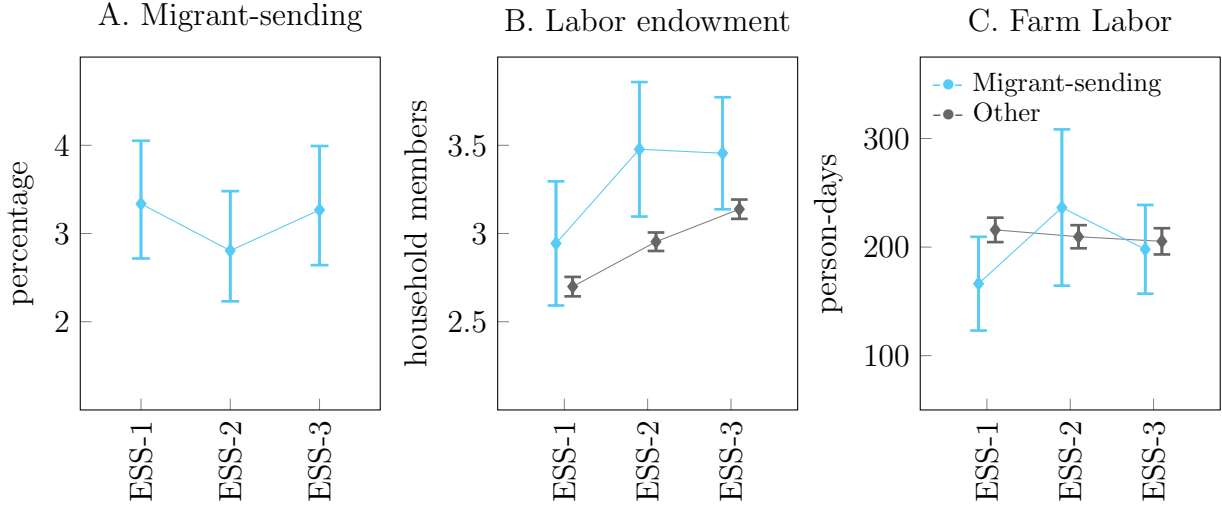 A. Migrant-sending
percentage
4
3
2
ESS-1
ESS-2
ESS-3
B. Labor endowment
household members
3.5
3
2.5
ESS-1
ESS-2
ESS-3
C. Farm Labor
person-days
300
200
100
Migrant-sending
Other
ESS-1
ESS-2
ESS-3